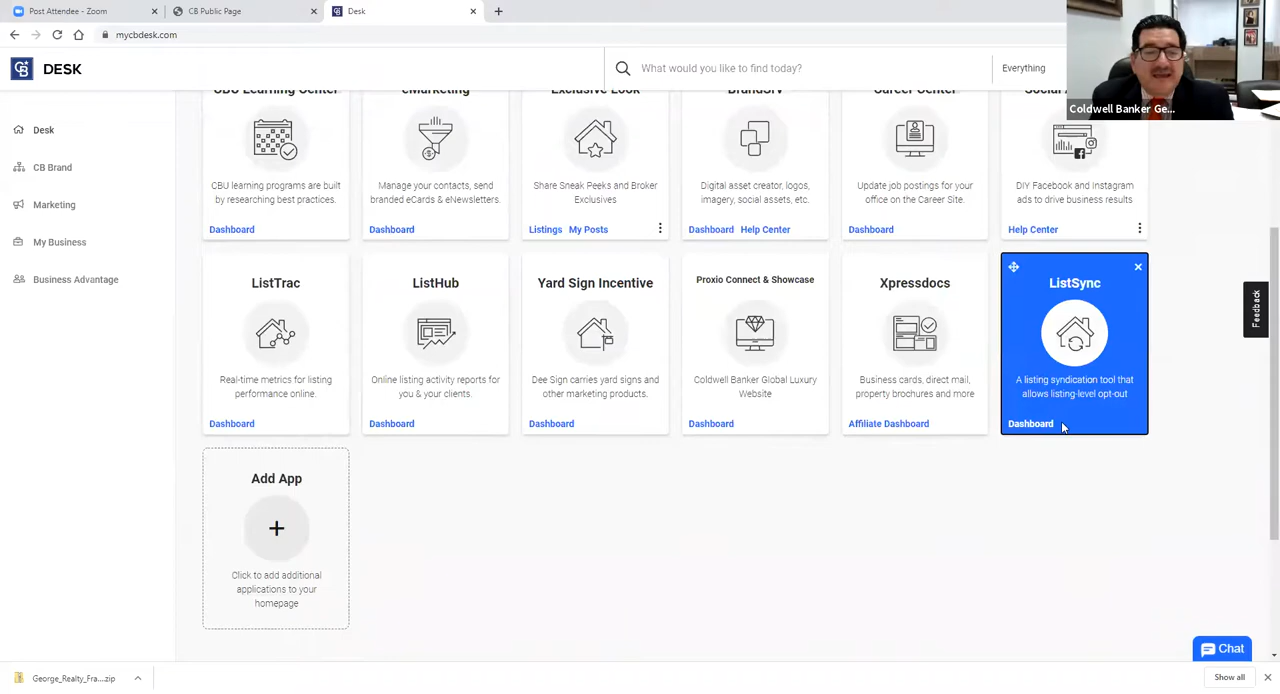 Post Attendee - Zoom
CB Public Page
Desk
mycbdesk.com
CB
DESK
What would you like to find today?
Everything
Coldwell Banker Ge...
Desk
CB Brand
Marketing
My Business
Business Advantage
CBU Learning Center
eMarketing
Exclusive Look
BrandSrv
Career Center
Social A
CBU learning programs are built
by researching best practices.
Dashboard
Manage your contacts, send
branded eCards & eNewsletters.
Dashboard
Share Sneak Peeks and Broker
Exclusives
Listings My Posts
Digital asset creator, logos,
imagery, social assets, etc.
Dashboard Help Center
Update job postings for your
office on the Career Site.
Dashboard
DIY Facebook and Instagram
ads to drive business results
Help Center
ListTrac
Real-time metrics for listing
performance online.
Dashboard
ListHub
Online listing activity reports for
you & your clients.
Dashboard
Yard Sign Incentive
Dee Sign carries yard signs and
other marketing products.
Dashboard
Proxio Connect & Showcase
Coldwell Banker Global Luxury
Website
Dashboard
Xpressdocs
Business cards, direct mail,
property brochures and more
Affiliate Dashboard
ListSync
A listing syndication tool that
allows listing-level opt-out
Dashboard
Add App
Click to add additional
applications to your
homepage
Feedback
Chat
George_Realty_Fra....zip
Show all